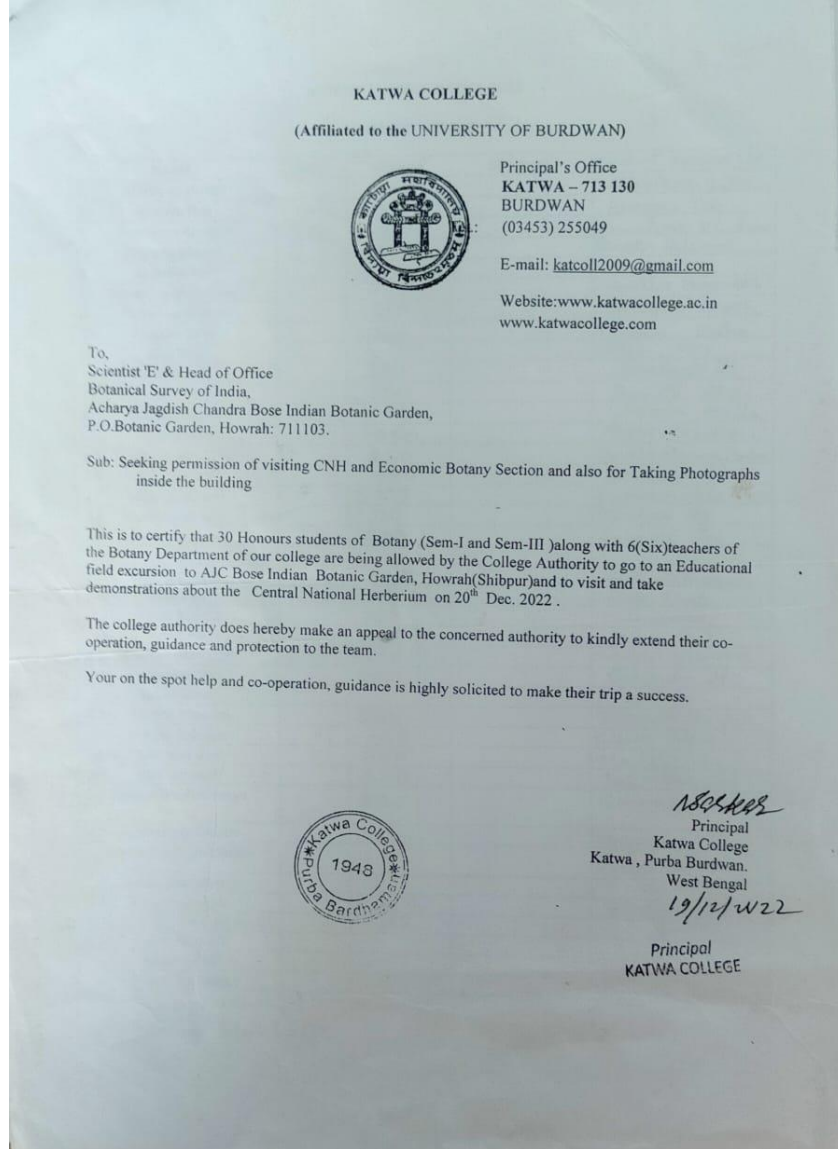 KATWA COLLEGE
(Affiliated to the UNIVERSITY OF BURDWAN)
Principal's Office
KATWA – 713 130
BURDWAN
: (03453) 255049
E-mail: katcoll2009@gmail.com
Website:www.katwacollege.ac.in
www.katwacollege.com
To,
Scientist 'E' & Head of Office
Botanical Survey of India,
Acharya Jagdish Chandra Bose Indian Botanic Garden,
P.O.Botanic Garden, Howrah: 711103.
Sub: Seeking permission of visiting CNH and Economic Botany Section and also for Taking Photographs
inside the building
This is to certify that 30 Honours students of Botany (Sem-I and Sem-III )along with 6(Six)teachers of
the Botany Department of our college are being allowed by the College Authority to go to an Educational
field excursion to AJC Bose Indian Botanic Garden, Howrah(Shibpur)and to visit and take
demonstrations about the Central National Herberium on 20th Dec. 2022 .
The college authority does hereby make an appeal to the concerned authority to kindly extend their co-
operation, guidance and protection to the team.
Your on the spot help and co-operation, guidance is highly solicited to make their trip a success.
Principal
Katwa College
Katwa , Purba Burdwan.
West Bengal
19/12/2022
Principal
KATWA COLLEGE
Katwa College
1948
Purba Bardhaman